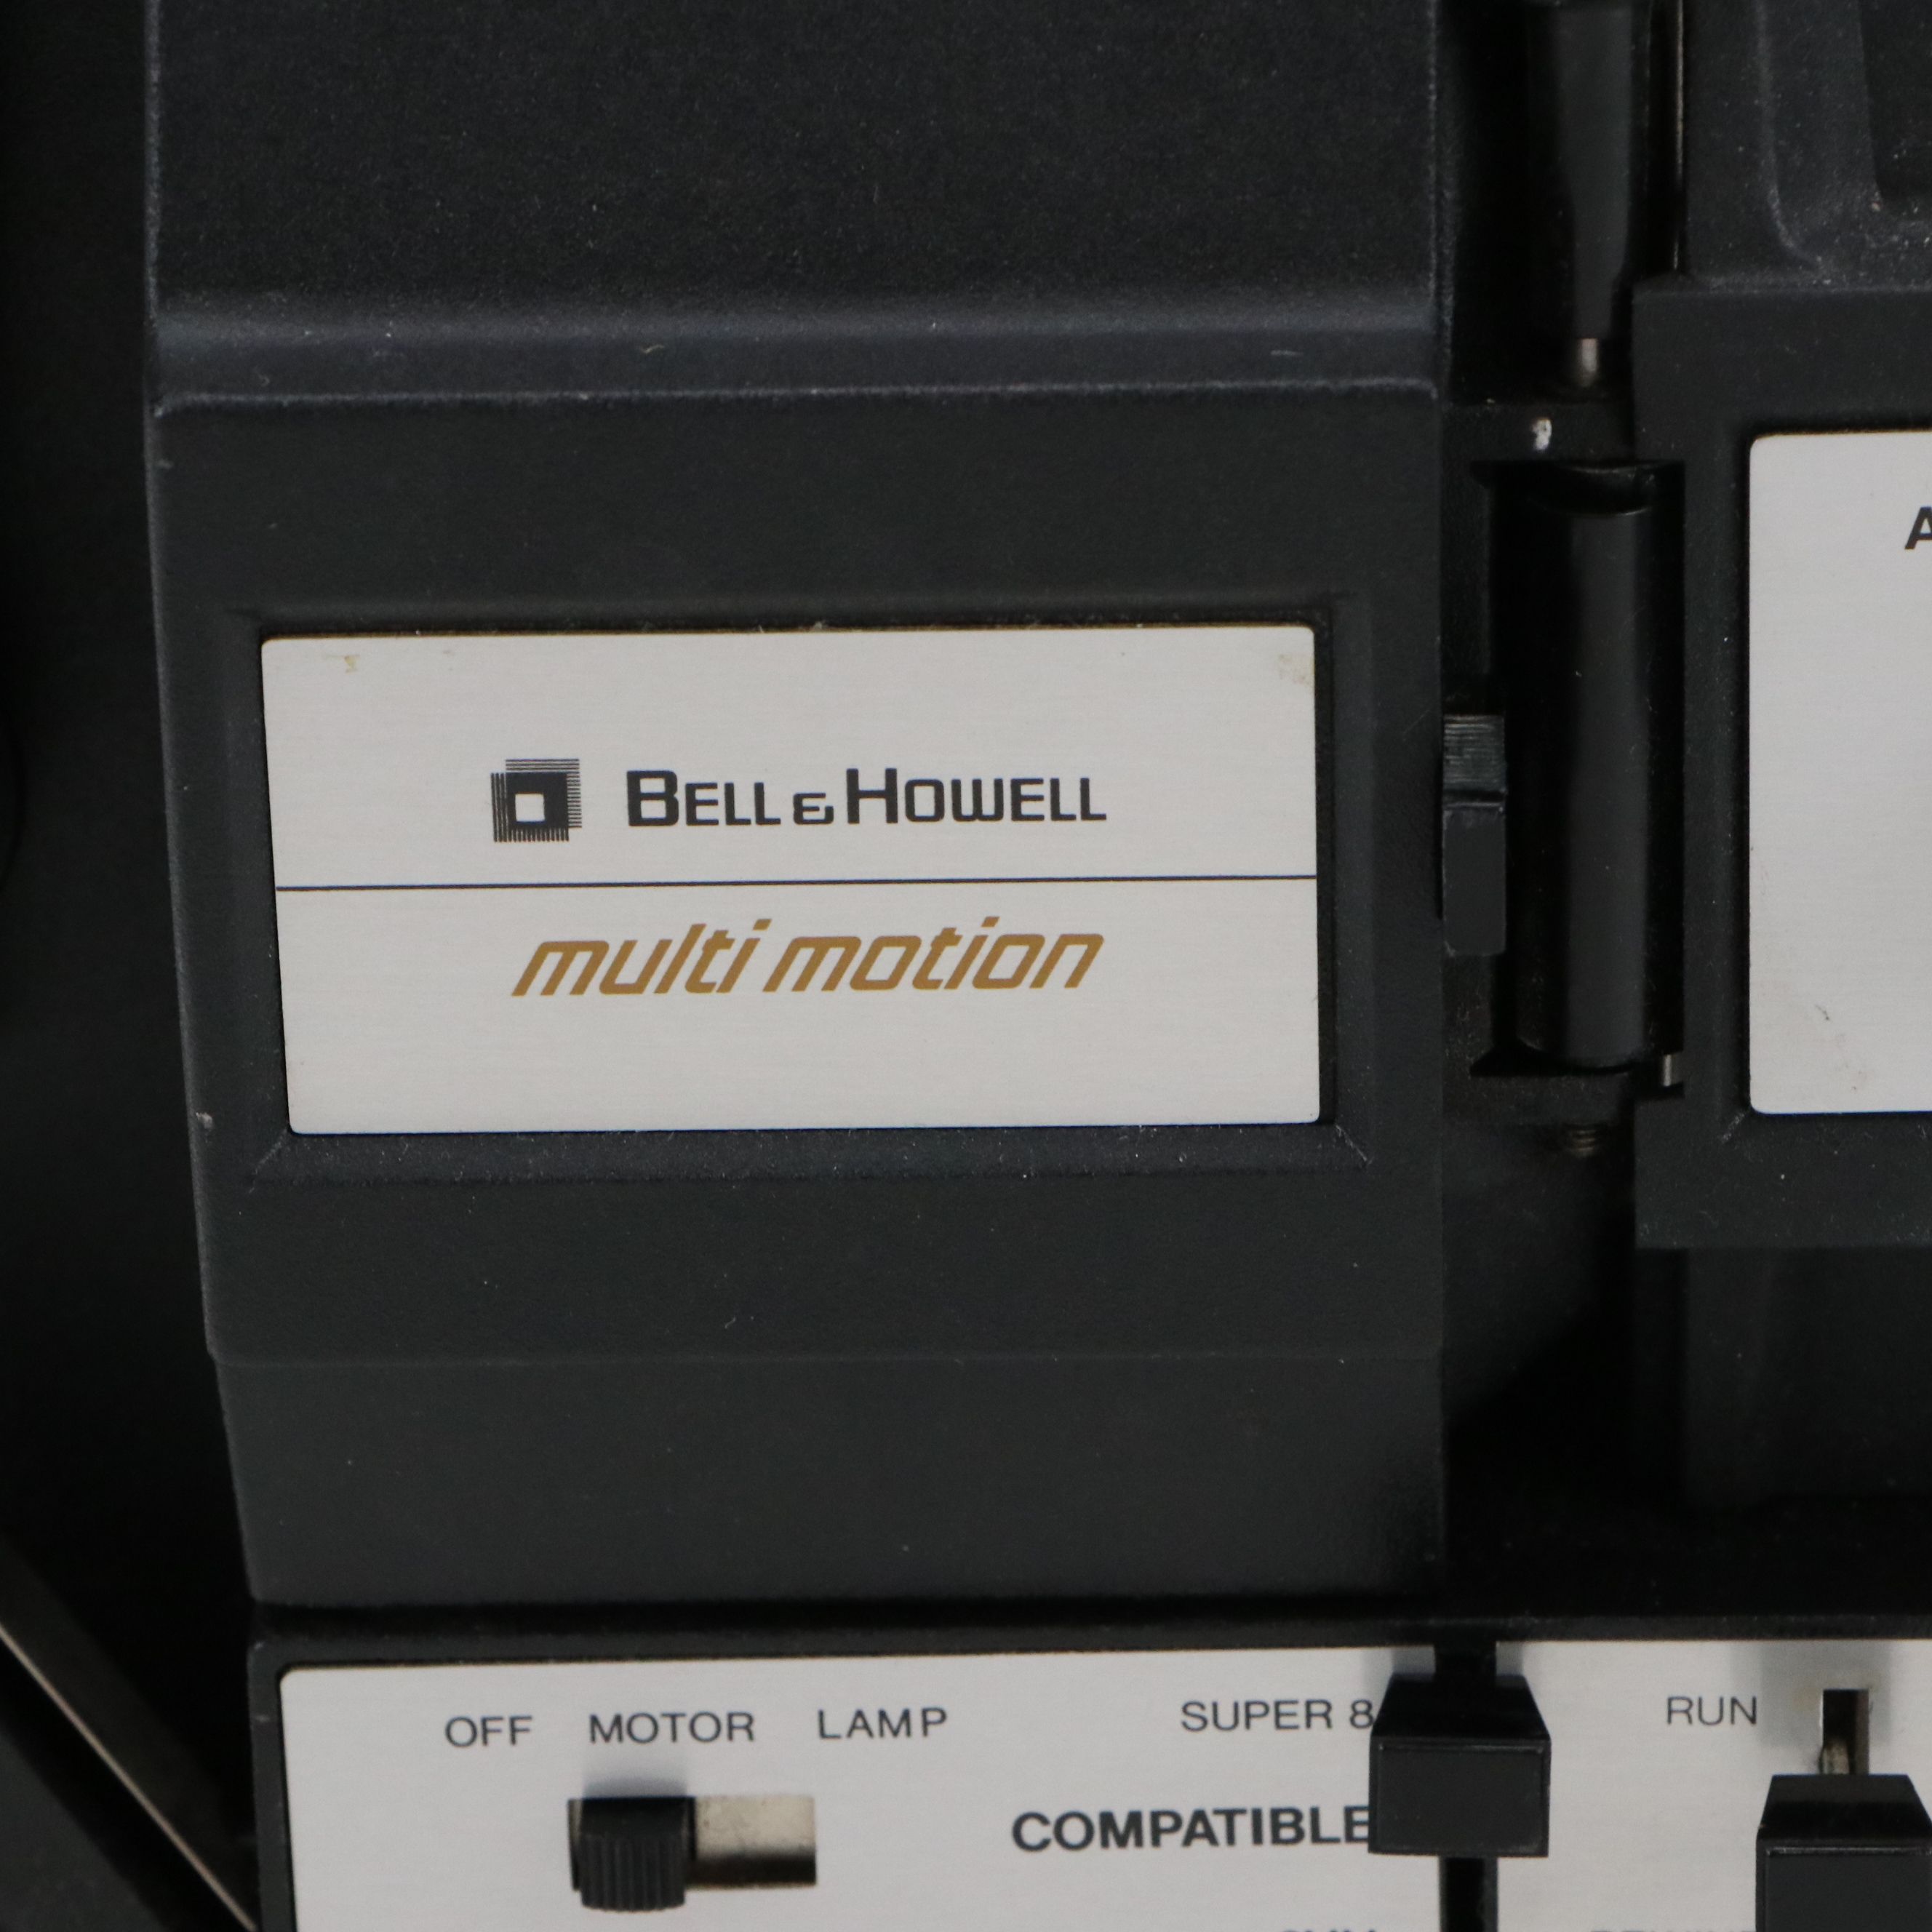 BELL & HOWELL
multi motion
OFF MOTOR LAMP SUPER 8 RUN
COMPATIBLE